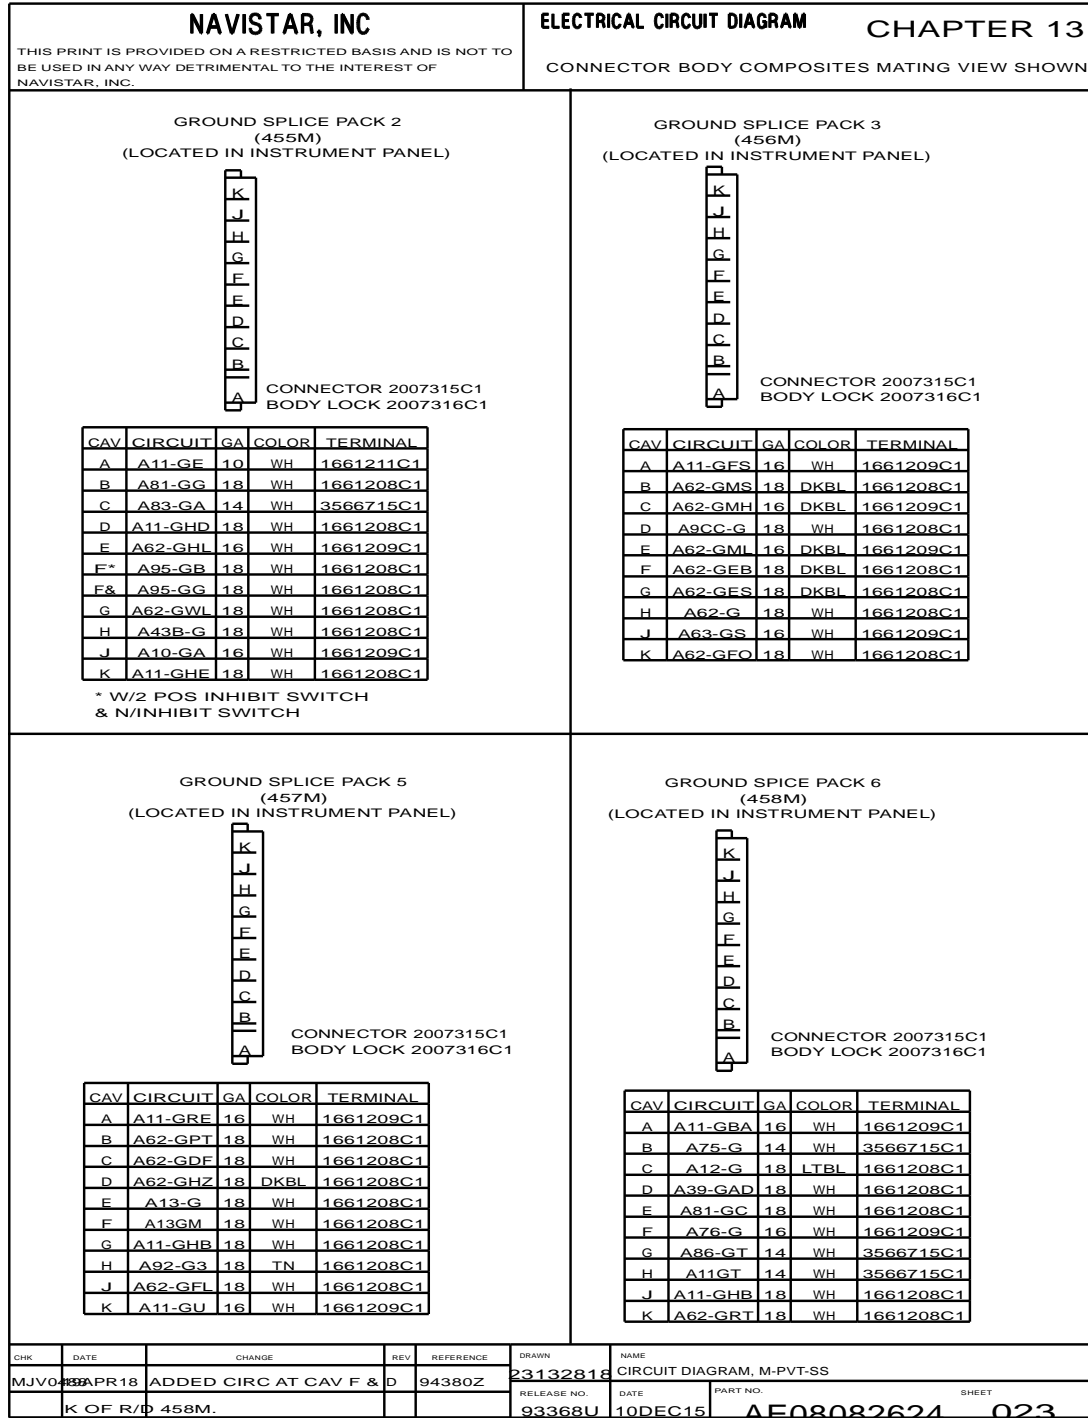 NAVISTAR, INC
THIS PRINT IS PROVIDED ON A RESTRICTED BASIS AND IS NOT TO
BE USED IN ANY WAY DETRIMENTAL TO THE INTEREST OF
NAVISTAR, INC.
ELECTRICAL CIRCUIT DIAGRAM CHAPTER 13
CONNECTOR BODY COMPOSITES MATING VIEW SHOWN
GROUND SPLICE PACK 2
(455M)
(LOCATED IN INSTRUMENT PANEL)
K
J
H
G
F
E
D
C
B
A
CONNECTOR 2007315C1
BODY LOCK 2007316C1
CAV CIRCUIT GA COLOR TERMINAL
A A11-GE 10 WH 1661211C1
B A81-GG 18 WH 1661208C1
C A83-GA 14 WH 3566715C1
D A11-GHD 18 WH 1661208C1
E A62-GHL 16 WH 1661209C1
F* A95-GB 18 WH 1661208C1
F& A95-GG 18 WH 1661208C1
G A62-GWL 18 WH 1661208C1
H A43B-G 18 WH 1661208C1
J A10-GA 16 WH 1661209C1
K A11-GHE 18 WH 1661208C1
* W/2 POS INHIBIT SWITCH
& N/INHIBIT SWITCH
GROUND SPLICE PACK 3
(456M)
(LOCATED IN INSTRUMENT PANEL)
K
J
H
G
F
E
D
C
B
A
CONNECTOR 2007315C1
BODY LOCK 2007316C1
CAV CIRCUIT GA COLOR TERMINAL
A A11-GFS 16 WH 1661209C1
B A62-GMS 18 DKBL 1661208C1
C A62-GMH 16 DKBL 1661209C1
D A9CC-G 18 WH 1661208C1
E A62-GML 16 DKBL 1661209C1
F A62-GEB 18 DKBL 1661208C1
G A62-GES 18 DKBL 1661208C1
H A62-G 18 WH 1661208C1
J A63-GS 16 WH 1661209C1
K A62-GFO 18 WH 1661208C1
GROUND SPLICE PACK 5
(457M)
(LOCATED IN INSTRUMENT PANEL)
K
J
H
G
F
E
D
C
B
A
CONNECTOR 2007315C1
BODY LOCK 2007316C1
CAV CIRCUIT GA COLOR TERMINAL
A A11-GRE 16 WH 1661209C1
B A62-GPT 18 WH 1661208C1
C A62-GDF 18 WH 1661208C1
D A62-GHZ 18 DKBL 1661208C1
E A13-G 18 WH 1661208C1
F A13GM 18 WH 1661208C1
G A11-GHB 18 WH 1661208C1
H A92-G3 18 TN 1661208C1
J A62-GFL 18 WH 1661208C1
K A11-GU 16 WH 1661209C1
GROUND SPICE PACK 6
(458M)
(LOCATED IN INSTRUMENT PANEL)
K
J
H
G
F
E
D
C
B
A
CONNECTOR 2007315C1
BODY LOCK 2007316C1
CAV CIRCUIT GA COLOR TERMINAL
A A11-GBA 16 WH 1661209C1
B A75-G 14 WH 3566715C1
C A12-G 18 LTBL 1661208C1
D A39-GAD 18 WH 1661208C1
E A81-GC 18 WH 1661208C1
F A76-G 16 WH 1661209C1
G A86-GT 14 WH 3566715C1
H A11GT 14 WH 3566715C1
J A11-GHB 18 WH 1661208C1
K A62-GRT 18 WH 1661208C1
CHK DATE CHANGE REV REFERENCE
ADDED CIRC AT CAV F & D 94380Z
K OF R/D 458M.
DRAWN 23132818
NAME
CIRCUIT DIAGRAM, M-PVT-SS
RELEASE NO. 93368U
DATE 10DEC15
PART NO. AF08082624
SHEET 023